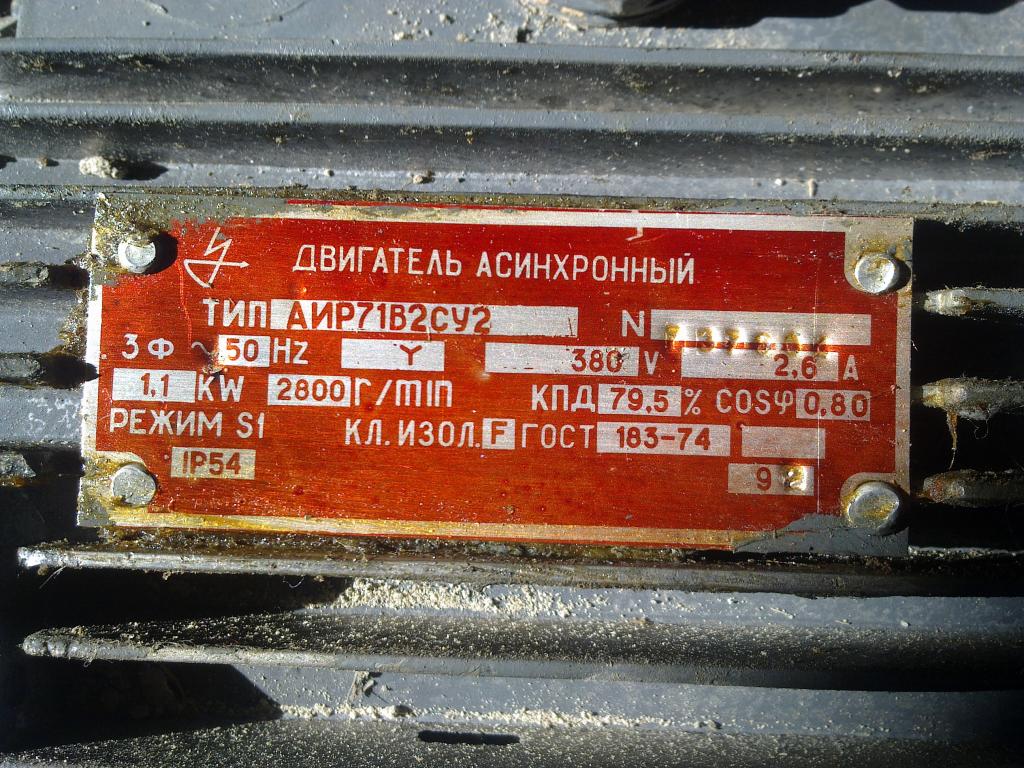 ДВИГАТЕЛЬ АСИНХРОННЫЙ
ТИП АИР71В2СУ2 N
3 Ф ~ 50 Hz Y 380 V 2,6 A
1,1 KW 2800 Г/MIN КПД 79,5 % COSφ 0,80
РЕЖИМ S1 КЛ. ИЗОЛ. F ГОСТ 183-74
IP54 92